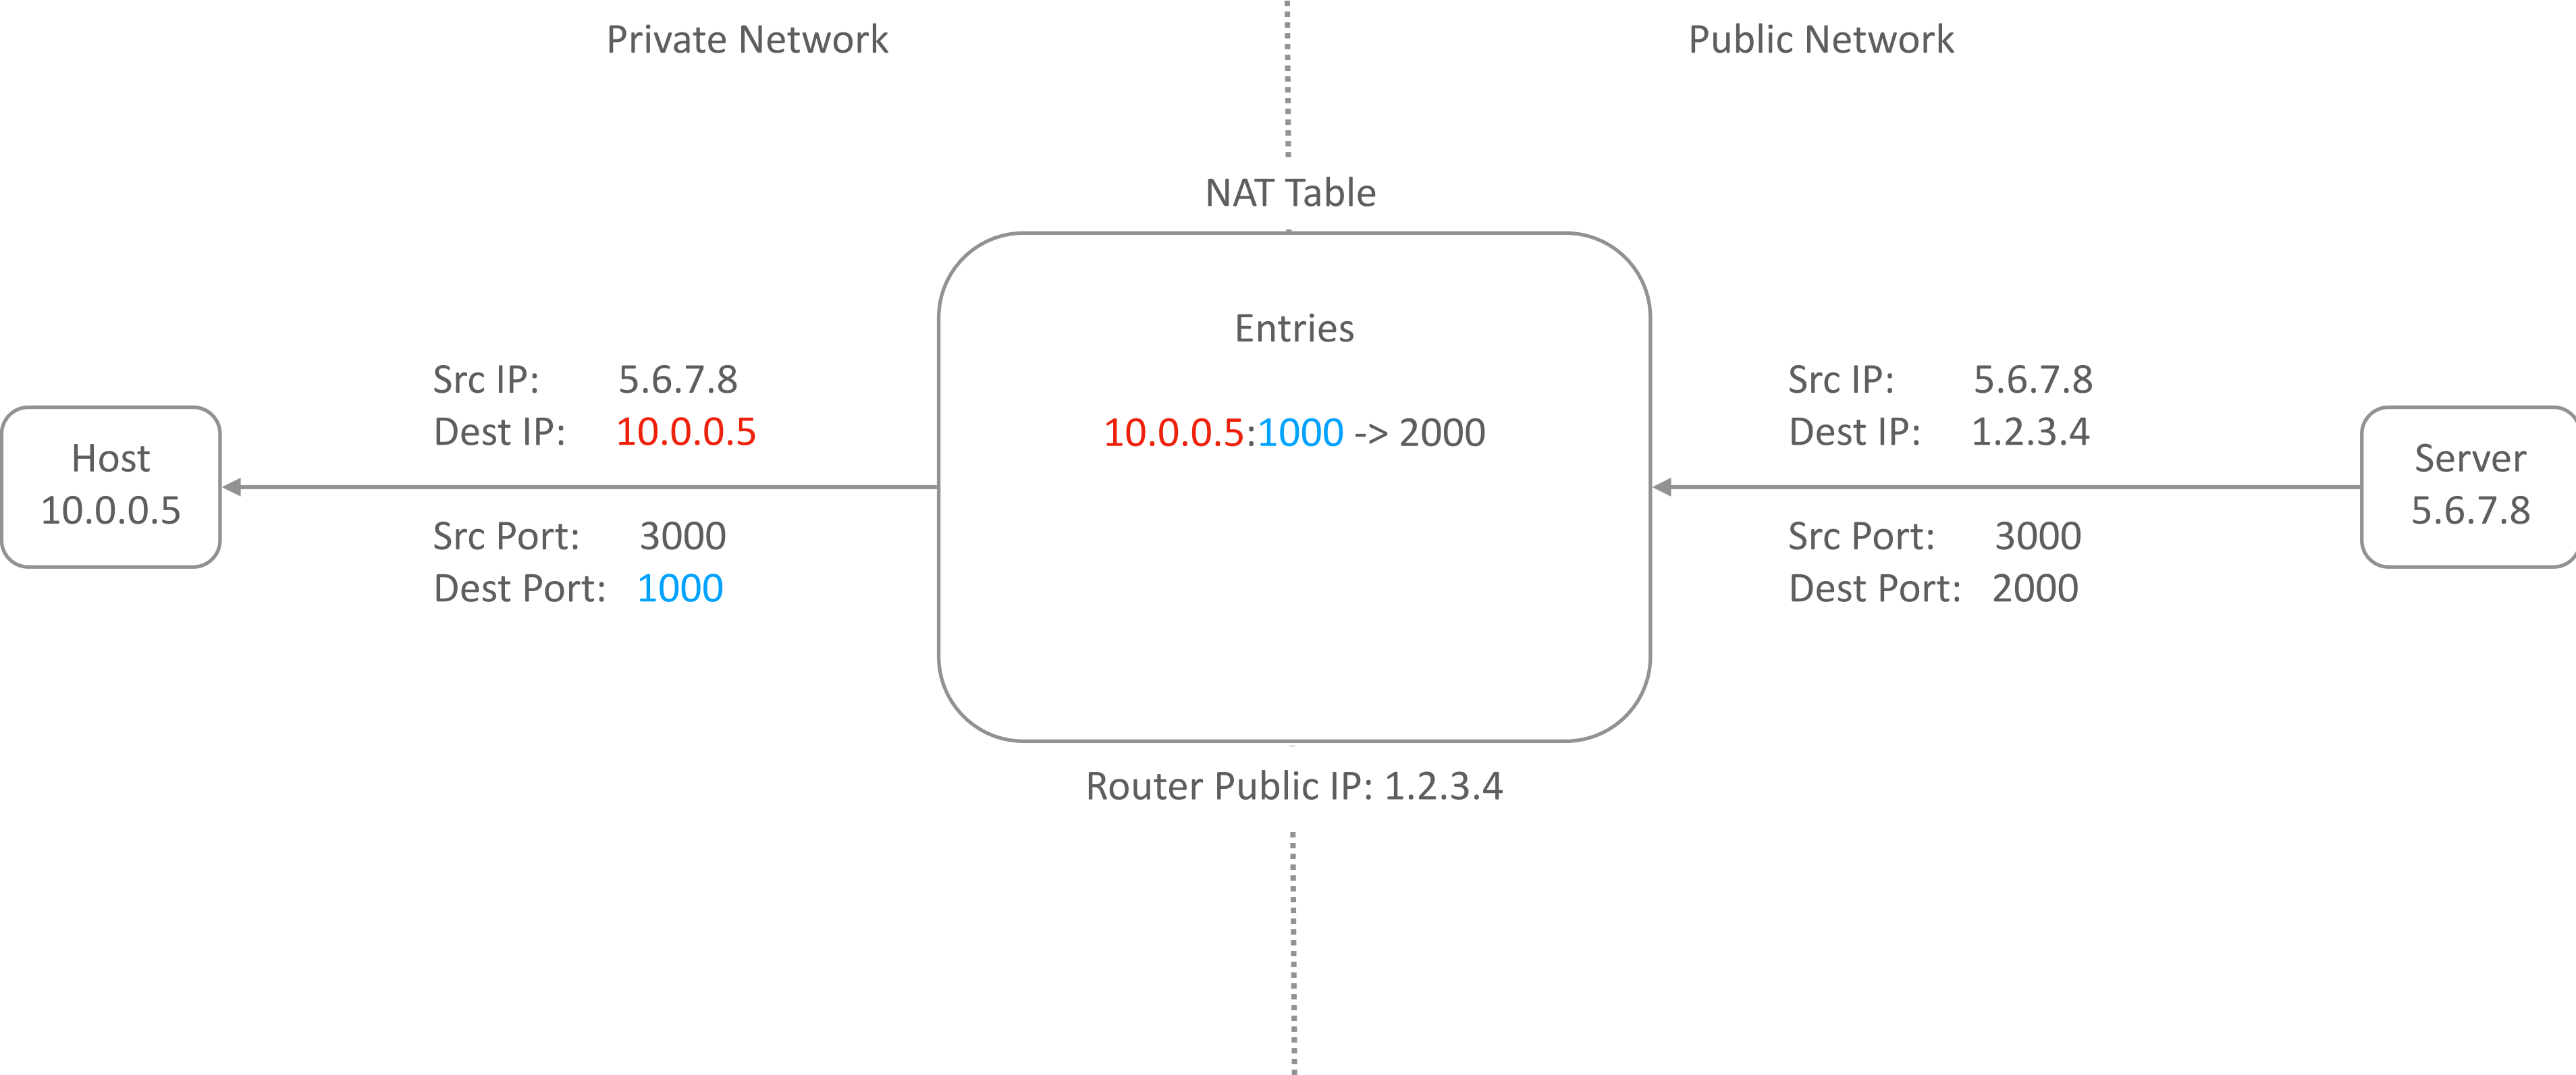 Private Network
Public Network
NAT Table
Entries
10.0.0.5:1000 -> 2000
Src IP: 5.6.7.8
Dest IP: 10.0.0.5
Src Port: 3000
Dest Port: 1000
Host
10.0.0.5
Src IP: 5.6.7.8
Dest IP: 1.2.3.4
Src Port: 3000
Dest Port: 2000
Server
5.6.7.8
Router Public IP: 1.2.3.4